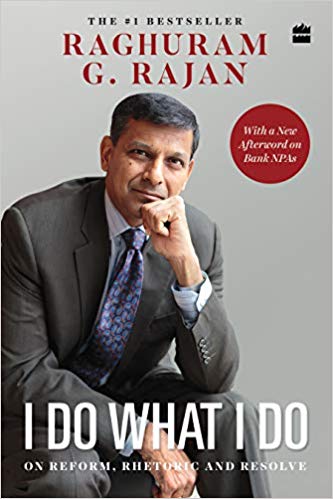 THE #1 BESTSELLER
RAGHURAM
G. RAJAN
With a New
Afterword on
Bank NPAs
I DO WHAT I DO
ON REFORM, RHETORIC AND RESOLVE